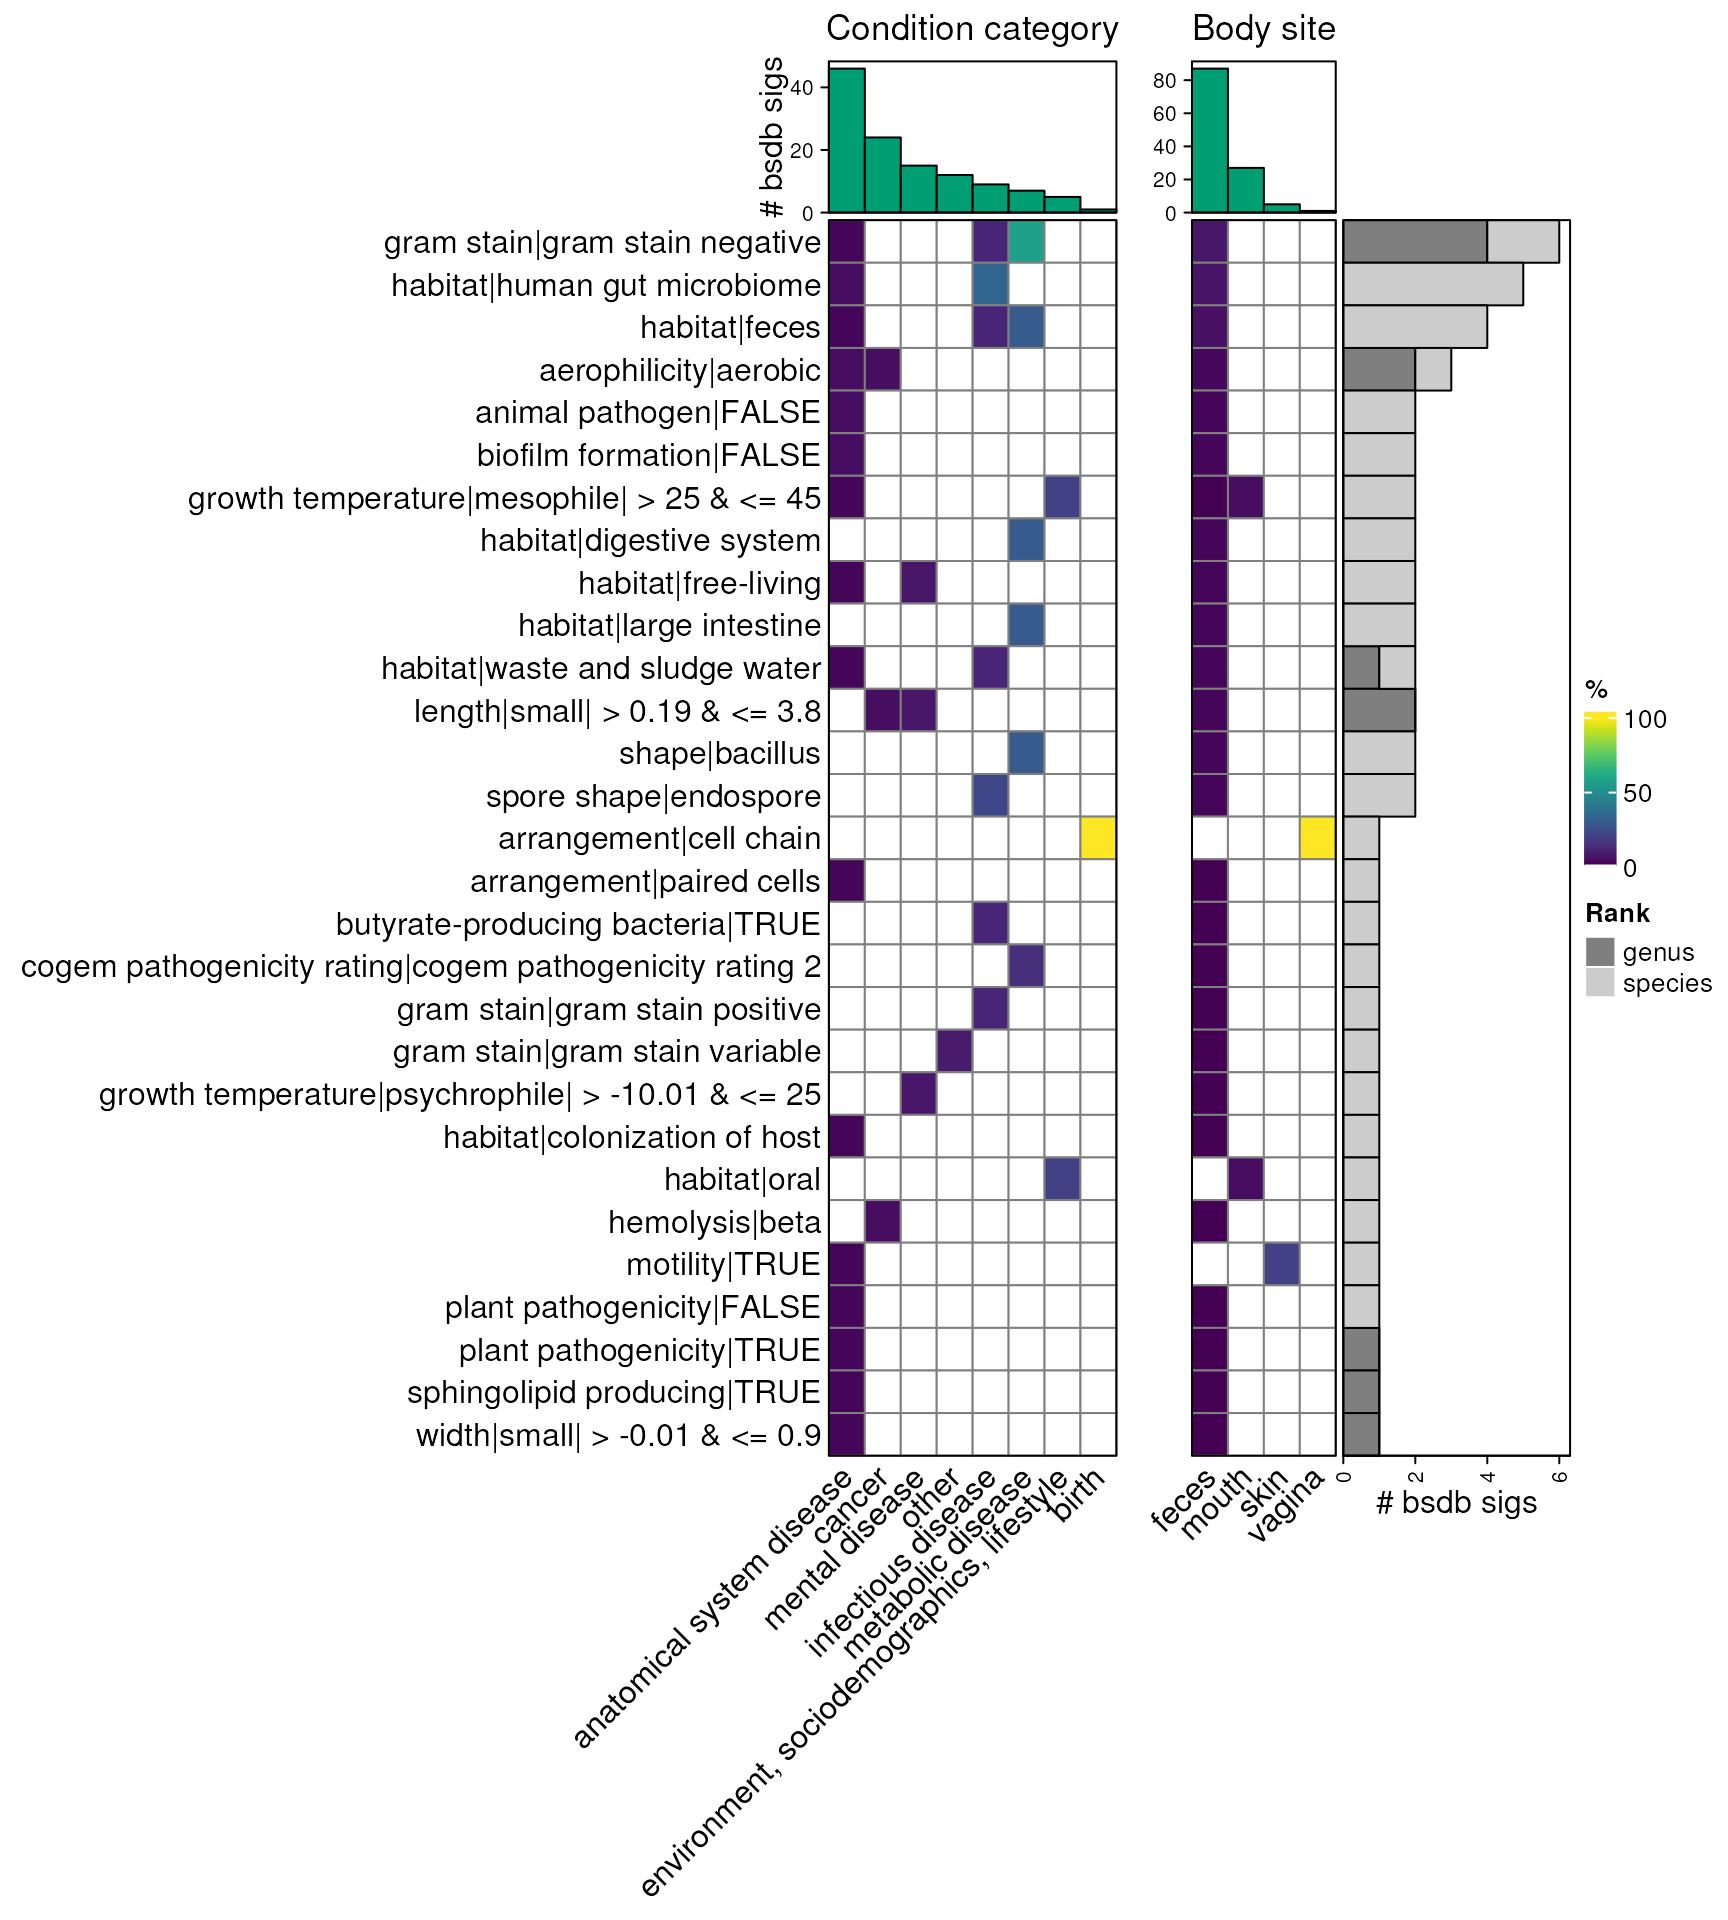 Condition category
Body site
# bsdb sigs
40
20
0
80
60
40
20
0
gram stain|gram stain negative
habitat|human gut microbiome
habitat|feces
aerophilicity|aerobic
animal pathogen|FALSE
biofilm formation|FALSE
growth temperature|mesophile| > 25 & <= 45
habitat|digestive system
habitat|free-living
habitat|large intestine
habitat|waste and sludge water
length|small| > 0.19 & <= 3.8
shape|bacillus
spore shape|endospore
arrangement|cell chain
arrangement|paired cells
butyrate-producing bacteria|TRUE
cogem pathogenicity rating|cogem pathogenicity rating 2
gram stain|gram stain positive
gram stain|gram stain variable
growth temperature|psychrophile| > -10.01 & <= 25
habitat|colonization of host
habitat|oral
hemolysis|beta
motility|TRUE
plant pathogenicity|FALSE
plant pathogenicity|TRUE
sphingolipid producing|TRUE
width|small| > -0.01 & <= 0.9
anatomical system disease
cancer
mental disease
other
infectious disease
metabolic disease
environment, sociodemographics, lifestyle
birth
feces
mouth
skin
vagina
0
2
4
6
# bsdb sigs
%
100
50
0
Rank
genus
species